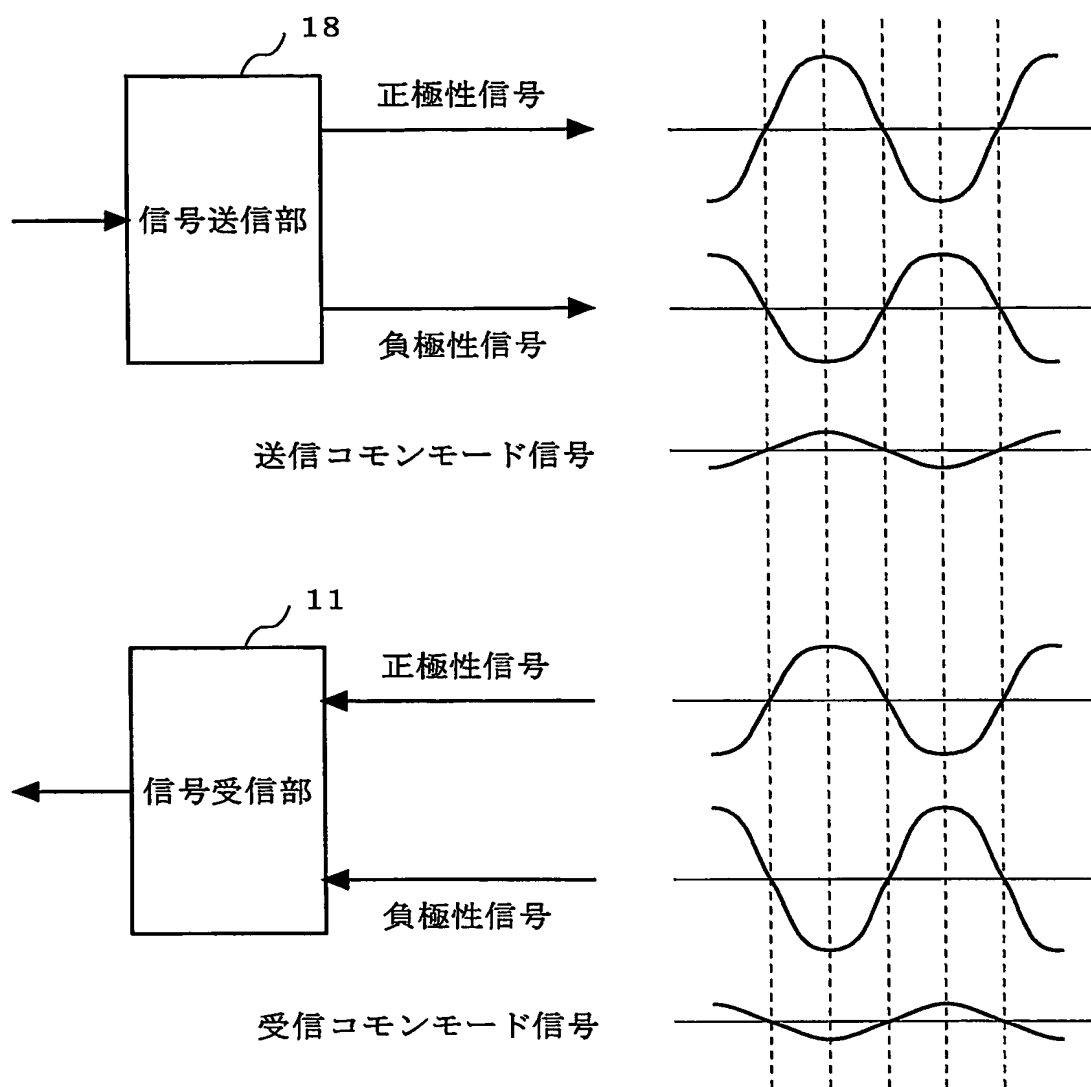 18
正極性信号
信号送信部
負極性信号
送信コモンモード信号
11
正極性信号
信号受信部
負極性信号
受信コモンモード信号